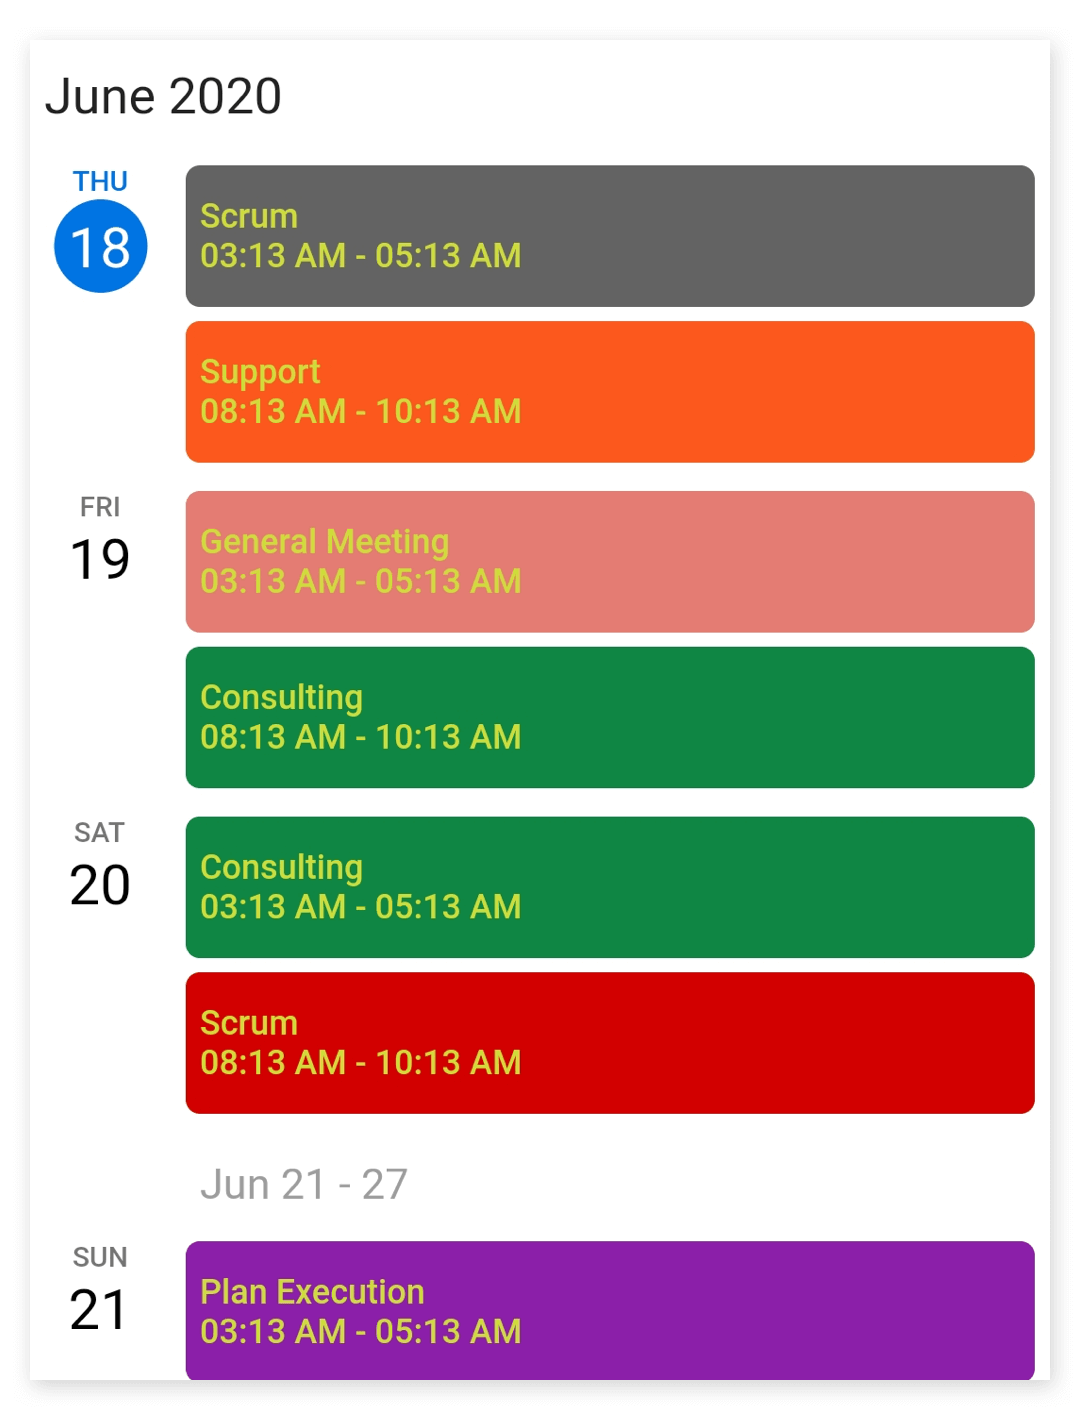 June 2020
THU
18
Scrum
03:13 AM - 05:13 AM
Support
08:13 AM - 10:13 AM
FRI
19
General Meeting
03:13 AM - 05:13 AM
Consulting
08:13 AM - 10:13 AM
SAT
20
Consulting
03:13 AM - 05:13 AM
Scrum
08:13 AM - 10:13 AM
Jun 21 - 27
SUN
21
Plan Execution
03:13 AM - 05:13 AM